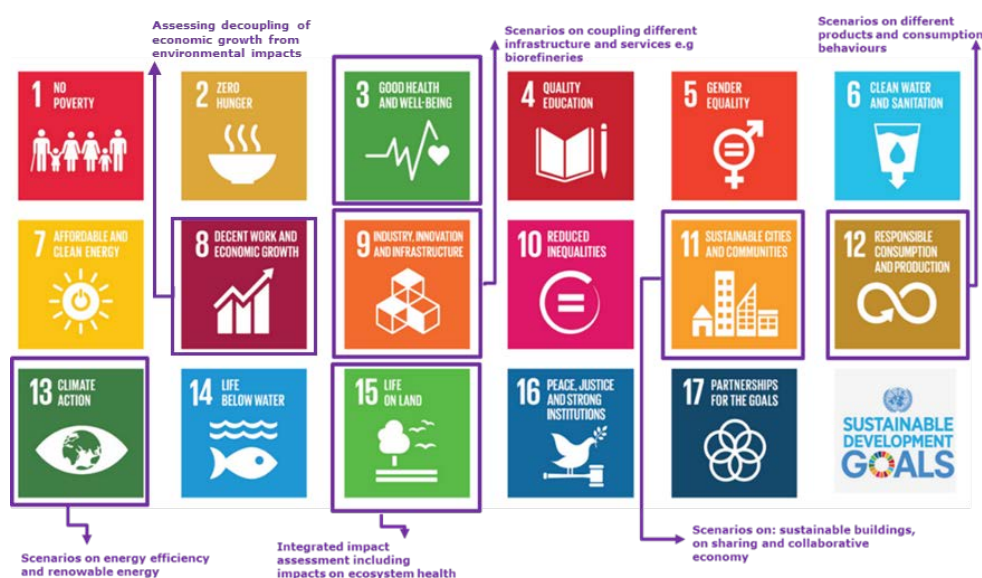 Assessing decoupling of
economic growth from
environmental impacts
Scenarios on coupling different
infrastructure and services e.g
biorefineries
Scenarios on different
products and consumption
behaviours
1 NO
POVERTY
2 ZERO
HUNGER
3 GOOD HEALTH
AND WELL-BEING
4 QUALITY
EDUCATION
5 GENDER
EQUALITY
6 CLEAN WATER
AND SANITATION
7 AFFORDABLE AND
CLEAN ENERGY
8 DECENT WORK AND
ECONOMIC GROWTH
9 INDUSTRY, INNOVATION
AND INFRASTRUCTURE
10 REDUCED
INEQUALITIES
11 SUSTAINABLE CITIES
AND COMMUNITIES
12 RESPONSIBLE
CONSUMPTION
AND PRODUCTION
13 CLIMATE
ACTION
14 LIFE
BELOW WATER
15 LIFE
ON LAND
16 PEACE, JUSTICE
AND STRONG
INSTITUTIONS
17 PARTNERSHIPS
FOR THE GOALS
SUSTAINABLE
DEVELOPMENT
GOALS
Scenarios on energy efficiency
and renewable energy
Integrated impact
assessment including
impacts on ecosystem health
Scenarios on: sustainable buildings,
on sharing and collaborative
economy